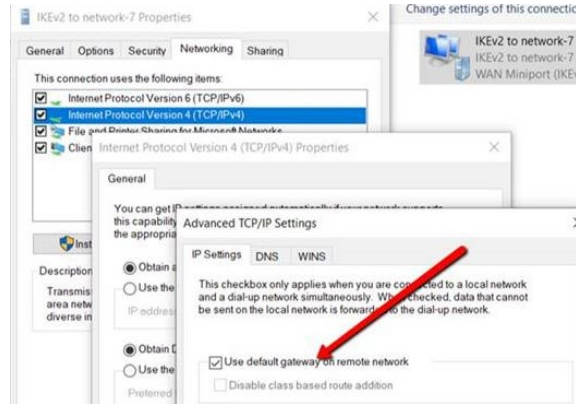 IKEv2 to network-7 Properties
Change settings of this connectio
General Options Security Networking Sharing
IKEv2 to network-7
IKEv2 to network-7
WAN Miniport (IKEv
This connection uses the following items:
Internet Protocol Version 6 (TCP/IPv6)
Internet Protocol Version 4 (TCP/IPv4)
File and Printer Sharing for Microsoft Networks
Clien
Internet Protocol Version 4 (TCP/IPv4) Properties
General
You can get IP settings assigned automatically if your network supports
this capability
the appropria
Advanced TCP/IP Settings
Inst
IP Settings DNS WINS
Description
Obtain a
Transmis
area netw
diverse in
Use the
IP addres
This checkbox only applies when you are connected to a local network
and a dial-up network simultaneously. When checked, data that cannot
be sent on the local network is forwarded to the dial-up network.
Obtain D
Use the
Preferred
Use default gateway on remote network
Disable class based route addition